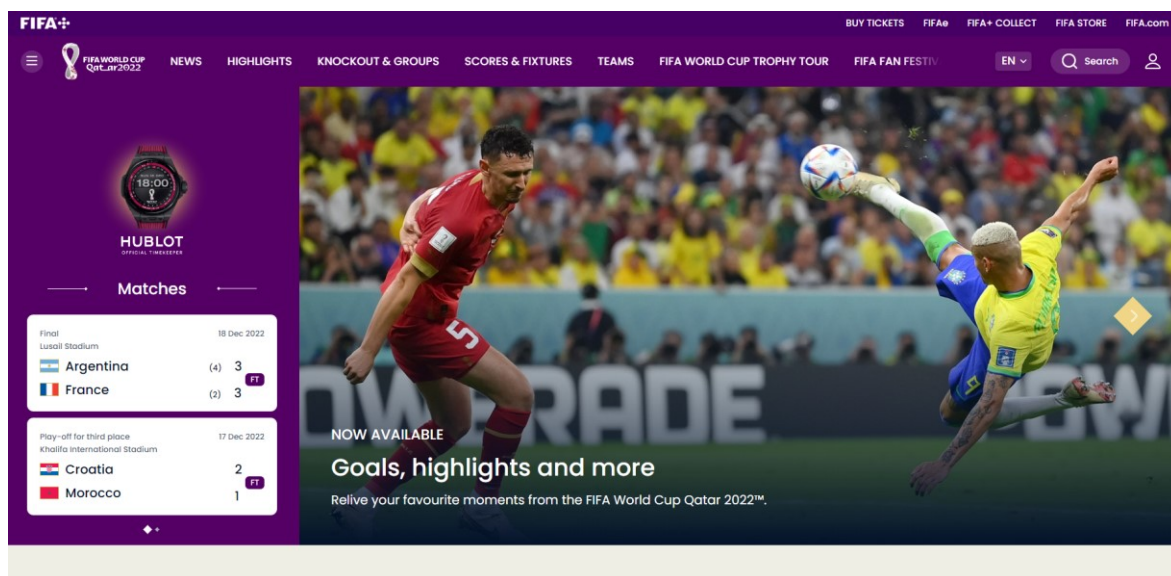 FIFA+
BUY TICKETS FIFAe FIFA+ COLLECT FIFA STORE FIFA.com
FIFA WORLD CUP
Qat_ar2022
NEWS HIGHLIGHTS KNOCKOUT & GROUPS SCORES & FIXTURES TEAMS FIFA WORLD CUP TROPHY TOUR FIFA FAN FESTIV
EN
Search
18:00
HUBLOT
OFFICIAL TIMEKEEPER
Matches
Final 18 Dec 2022
Lusail Stadium
Argentina (4) 3
FT
France (2) 3
Play-off for third place 17 Dec 2022
Khalifa International Stadium
Croatia 2
FT
Morocco 1
5
9
NOW AVAILABLE
Goals, highlights and more
Relive your favourite moments from the FIFA World Cup Qatar 2022™.